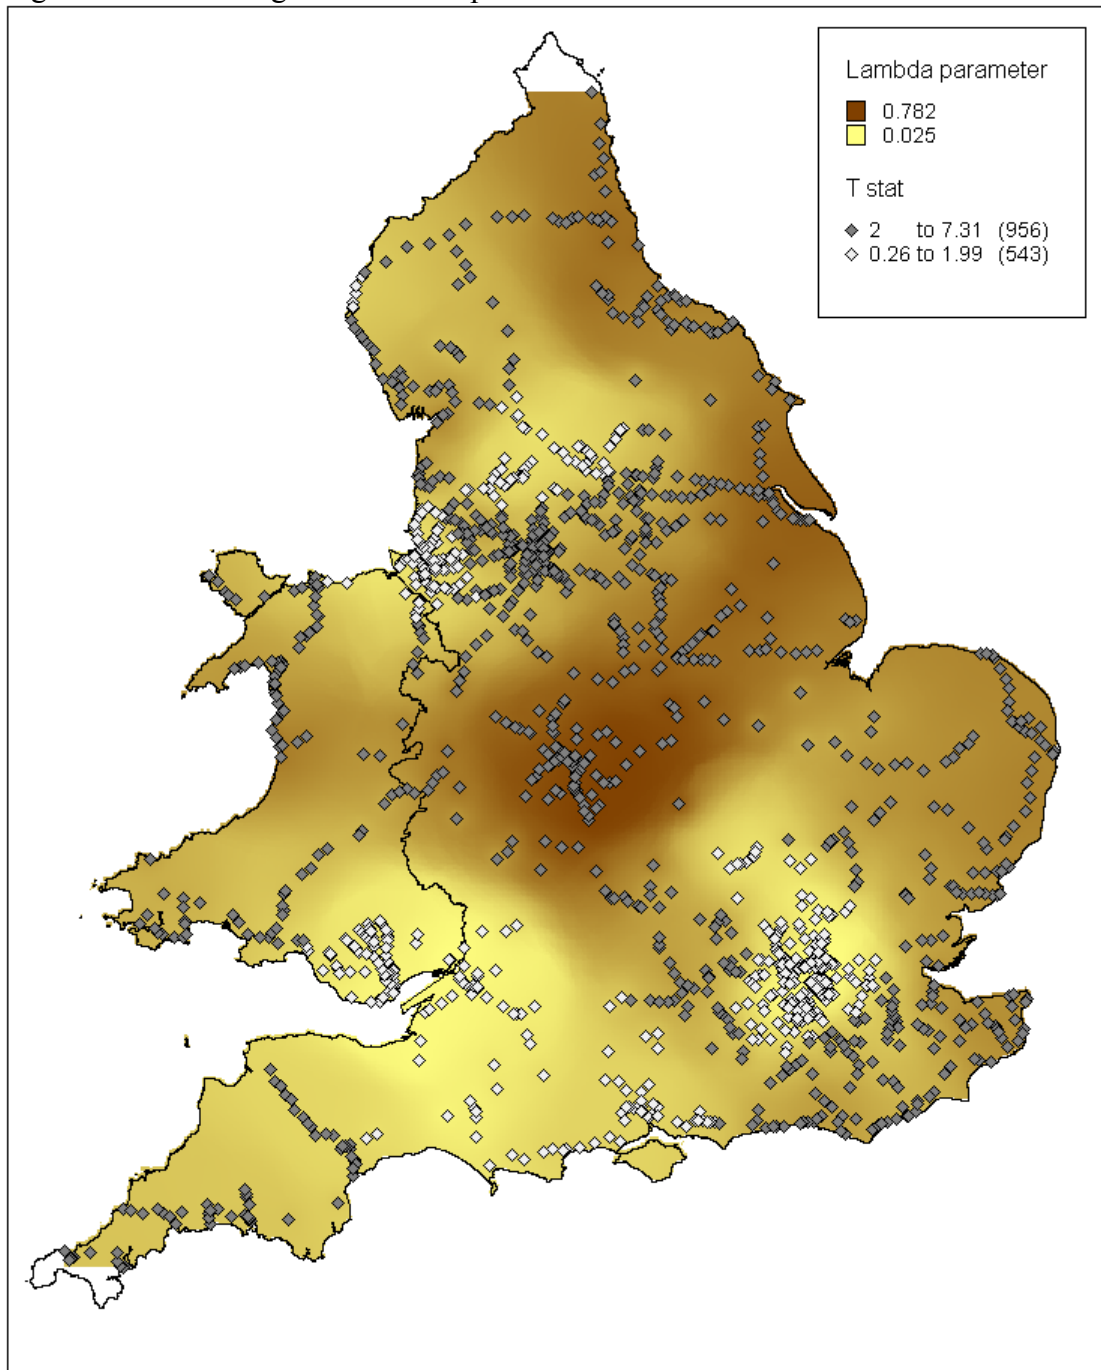 Lambda parameter
0.782
0.025
T stat
2 to 7.31 (956)
0.26 to 1.99 (543)